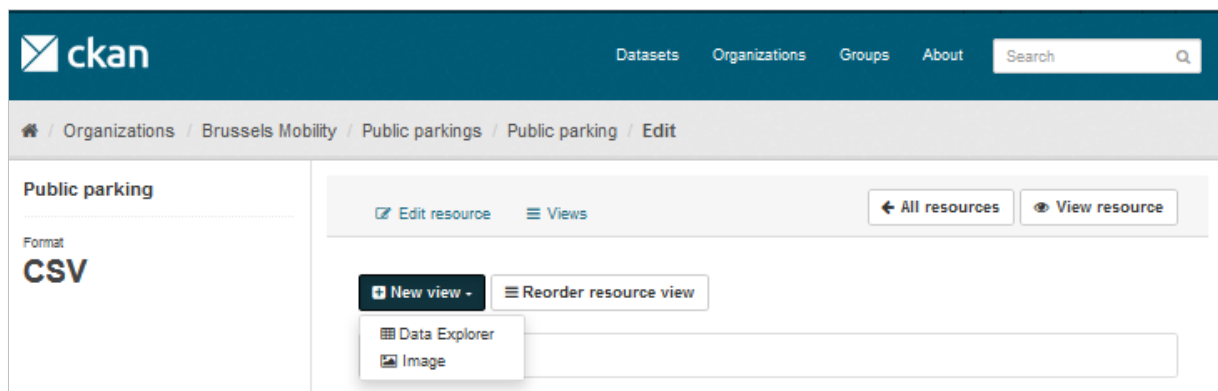 ckan
Datasets Organizations Groups About Search
/ Organizations / Brussels Mobility / Public parkings / Public parking / Edit
Public parking
Format
CSV
Edit resource Views All resources View resource
New view Reorder resource view
Data Explorer
Image